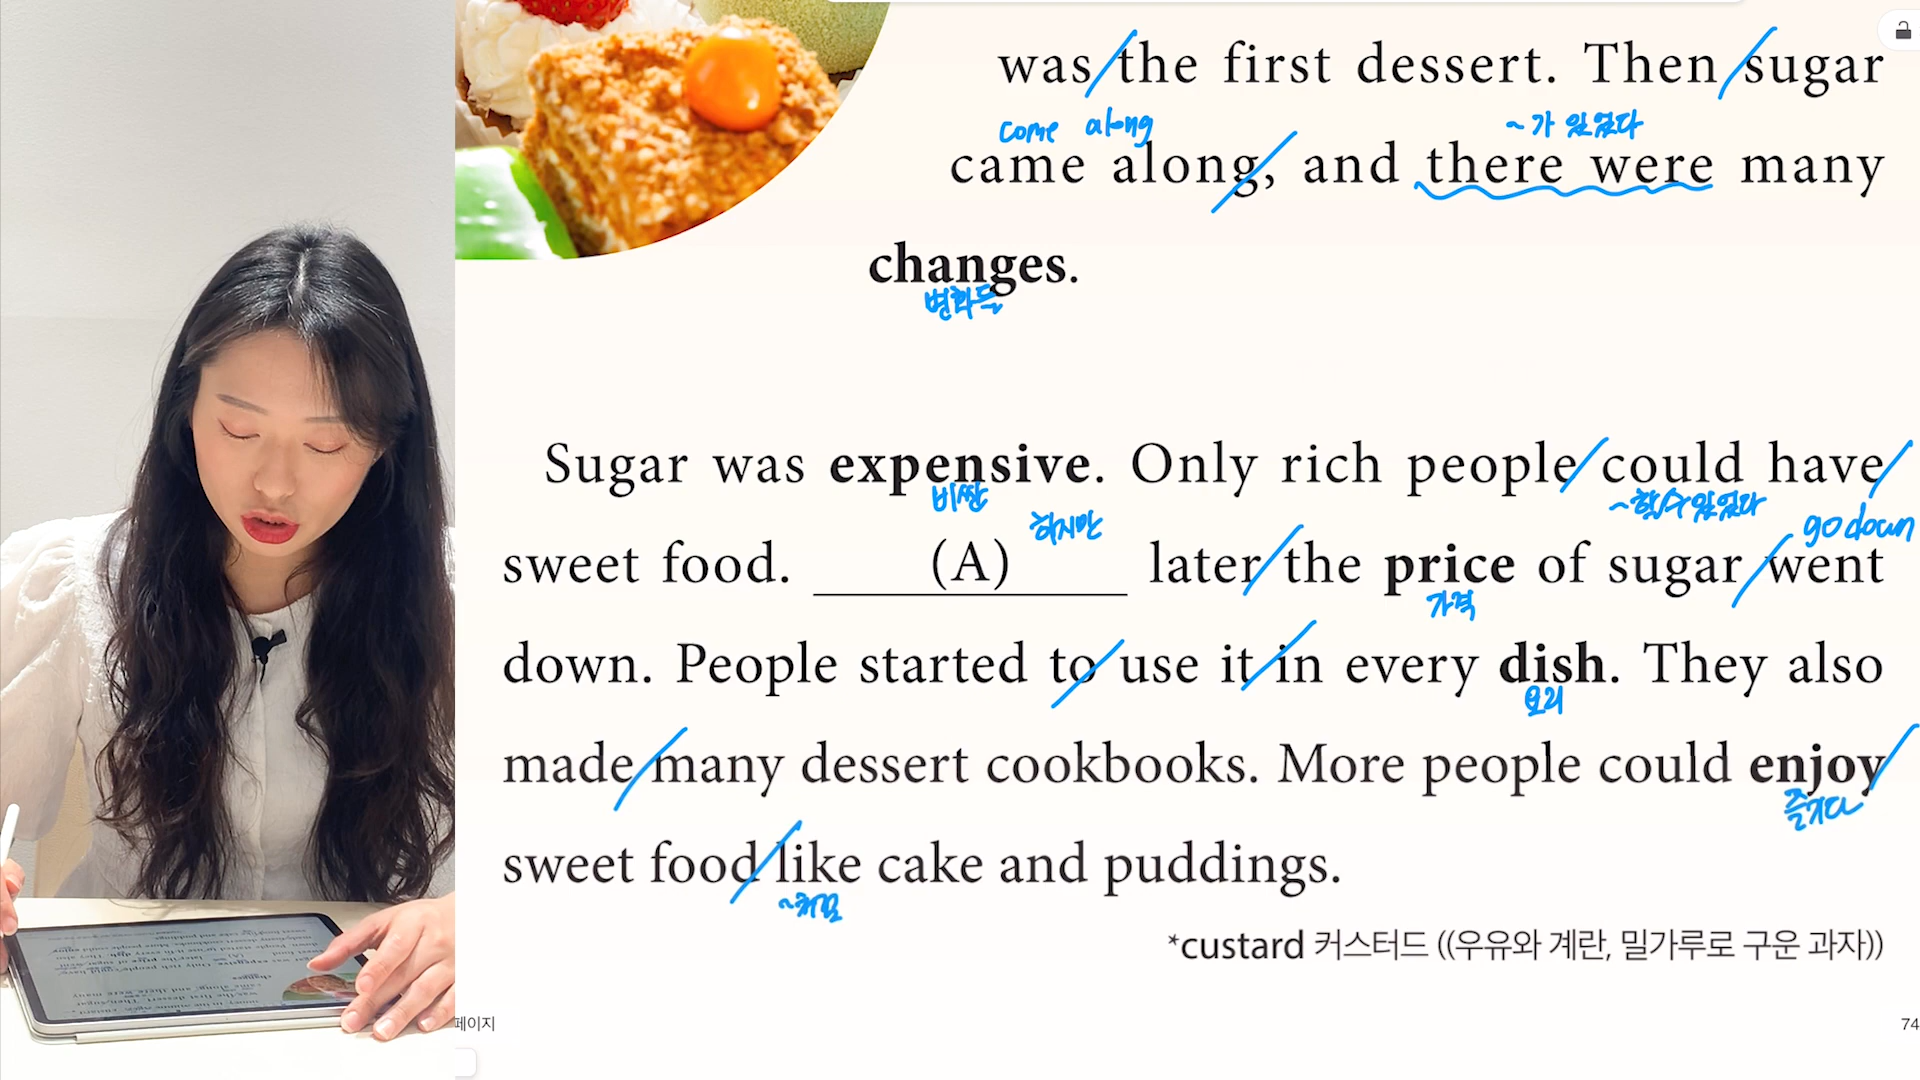 was the first dessert. Then sugar
come along ~가 있었다
came along, and there were many
changes.
변화들
Sugar was expensive. Only rich people could have
비싼 ~할 수 있었다
하지만 go down
sweet food. (A) later the price of sugar went
가격
down. People started to use it in every dish. They also
요리
made many dessert cookbooks. More people could enjoy
즐기다
sweet food like cake and puddings.
~처럼
*custard 커스터드 ((우유와 계란, 밀가루로 구운 과자))
페이지 74